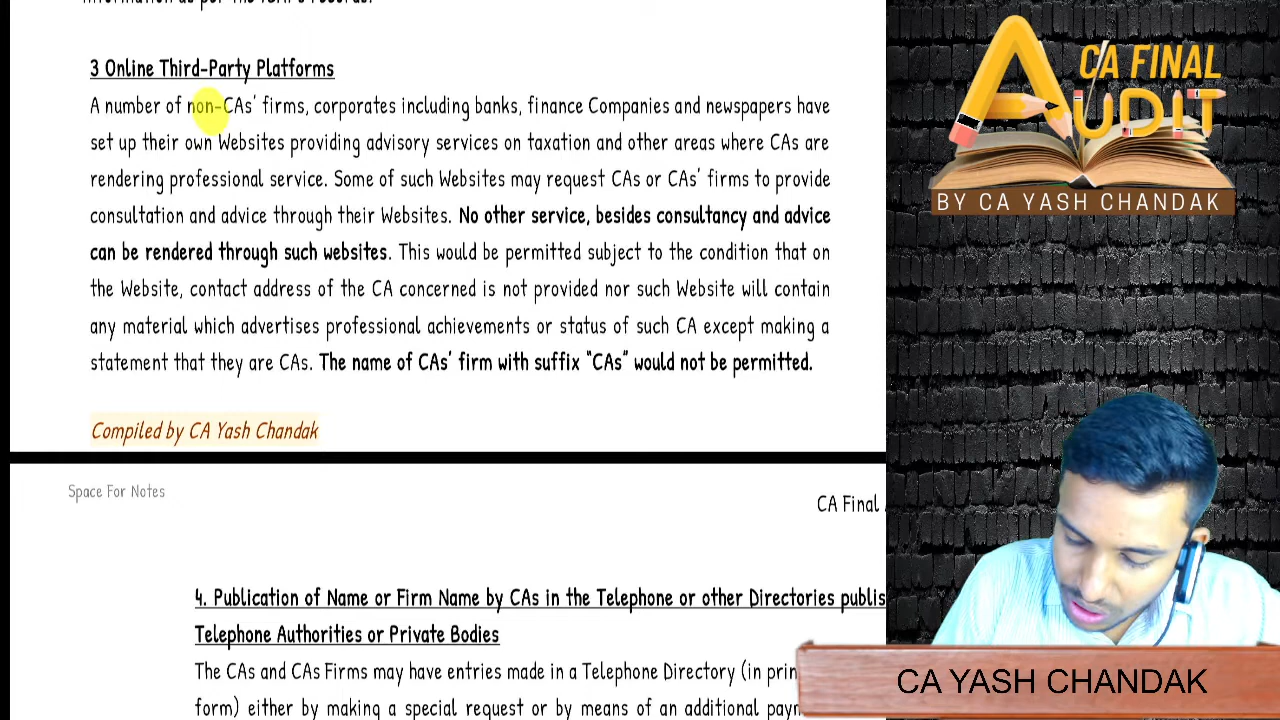 3 Online Third-Party Platforms
A number of non-CAs' firms, corporates including banks, finance Companies and newspapers have
set up their own Websites providing advisory services on taxation and other areas where CAs are
rendering professional service. Some of such Websites may request CAs or CAs' firms to provide
consultation and advice through their Websites. No other service, besides consultancy and advice
can be rendered through such websites. This would be permitted subject to the condition that on
the Website, contact address of the CA concerned is not provided nor such Website will contain
any material which advertises professional achievements or status of such CA except making a
statement that they are CAs. The name of CAs' firm with suffix "CAs" would not be permitted.
Compiled by CA Yash Chandak
Space For Notes
CA Final
4. Publication of Name or Firm Name by CAs in the Telephone or other Directories
Telephone Authorities or Private Bodies
The CAs and CAs Firms may have entries made in a Telephone Directory (in
form) either by making a special request or by means of an additional
CA FINAL
AUDIT
BY CA YASH CHANDAK
CA YASH CHANDAK